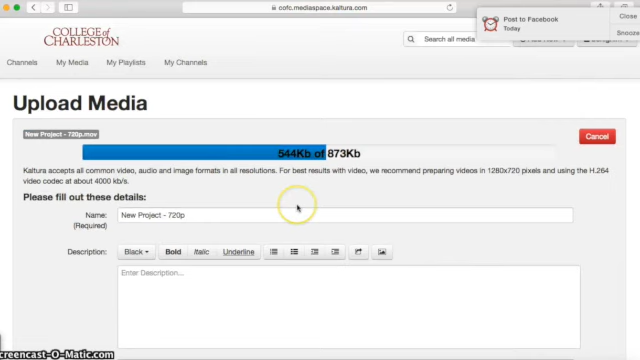 cofc.mediaspace.kaltura.com
Post to Facebook
Today
Close
Snooze
COLLEGE of
CHARLESTON
Search all media
Channels
My Media
My Playlists
My Channels
Upload Media
New Project - 720p.mov
544Kb of 873Kb
Cancel
Kaltura accepts all common video, audio and image formats in all resolutions. For best results with video, we recommend preparing videos in 1280x720 pixels and using the H.264
video codec at about 4000 kb/s.
Please fill out these details:
Name:
(Required)
New Project - 720p
Description:
Black
Bold
Italic
Underline
Enter Description...
creencast-O-Matic.com